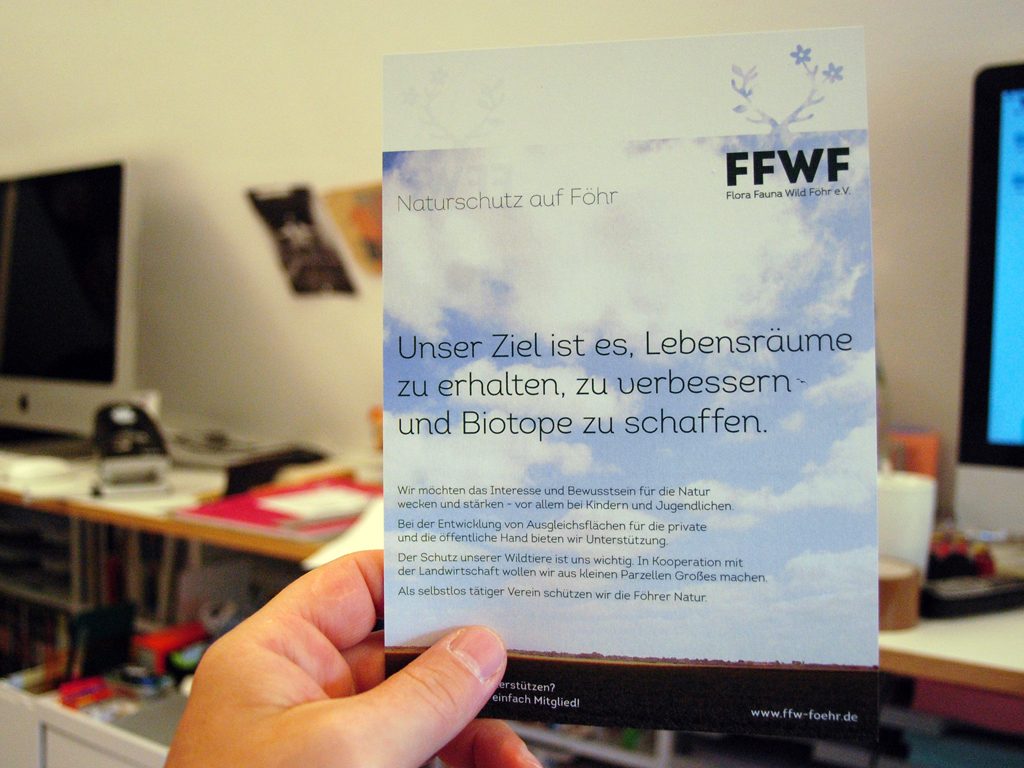 FFWF
Flora Fauna Wild Föhr e.V.
Naturschutz auf Föhr
Unser Ziel ist es, Lebensräume
zu erhalten, zu verbessern
und Biotope zu schaffen.
Wir möchten das Interesse und Bewusstsein für die Natur
wecken und stärken - vor allem bei Kindern und Jugendlichen.
Bei der Entwicklung von Ausgleichsflächen für die private
und die öffentliche Hand bieten wir Unterstützung.
Der Schutz unserer Wildtiere ist uns wichtig. In Kooperation mit
der Landwirtschaft wollen wir aus kleinen Parzellen Großes machen.
Als selbstlos tätiger Verein schützen wir die Föhrer Natur.
einfach Mitglied!
www.ffw-foehr.de